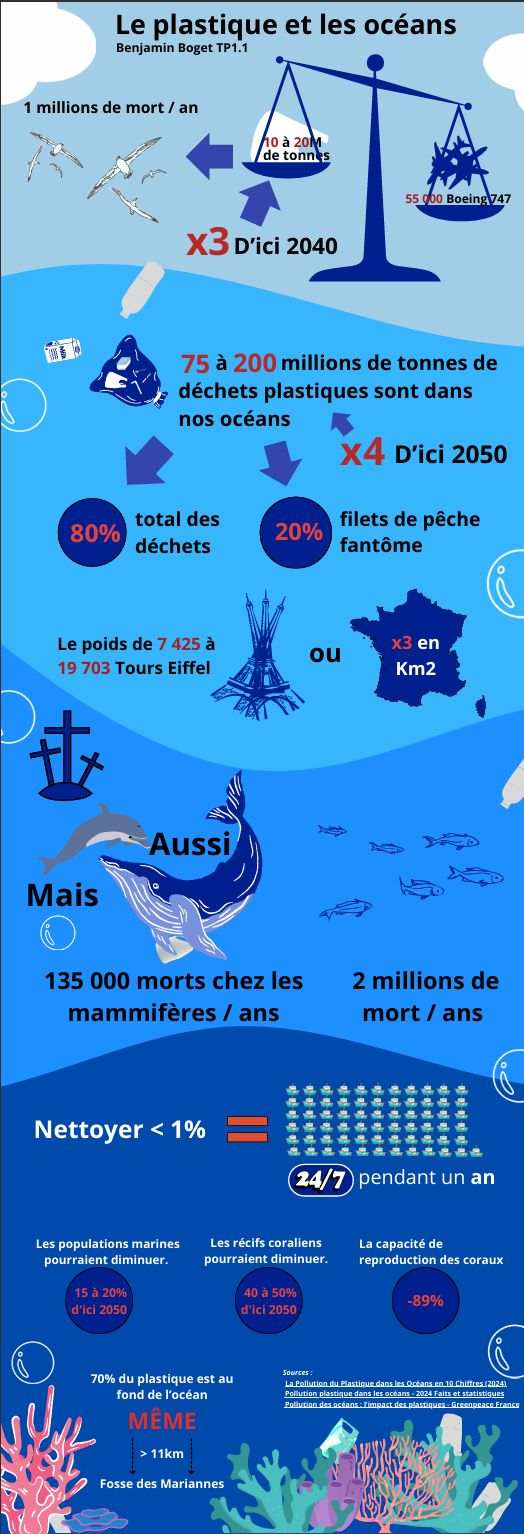 Le plastique et les océans
Benjamin Boget TP1.1
1 millions de mort / an
10 à 20M
de tonnes
55 000 Boeing 747
x3 D'ici 2040
MILK
75 à 200 millions de tonnes de
déchets plastiques sont dans
nos océans
x4 D'ici 2050
80%
total des
déchets
20%
filets de pêche
fantôme
Le poids de 7 425 à
19 703 Tours Eiffel
ou
x3 en
Km2
Aussi
Mais
135 000 morts chez les
mammifères / ans
2 millions de
mort / ans
Nettoyer < 1%
24/7 pendant un an
Les populations marines
pourraient diminuer.
15 à 20%
d'ici 2050
Les récifs coraliens
pourraient diminuer.
40 à 50%
d'ici 2050
La capacité de
reproduction des coraux
-89%
70% du plastique est au
fond de l'océan
MÊME
> 11km
Fosse des Mariannes
Sources :
La Pollution du Plastique dans les Océans en 10 Chiffres (2024)
Pollution plastique dans les océans - 2024 Faits et statistiques
Pollution des océans : l'impact des plastiques - Greenpeace France